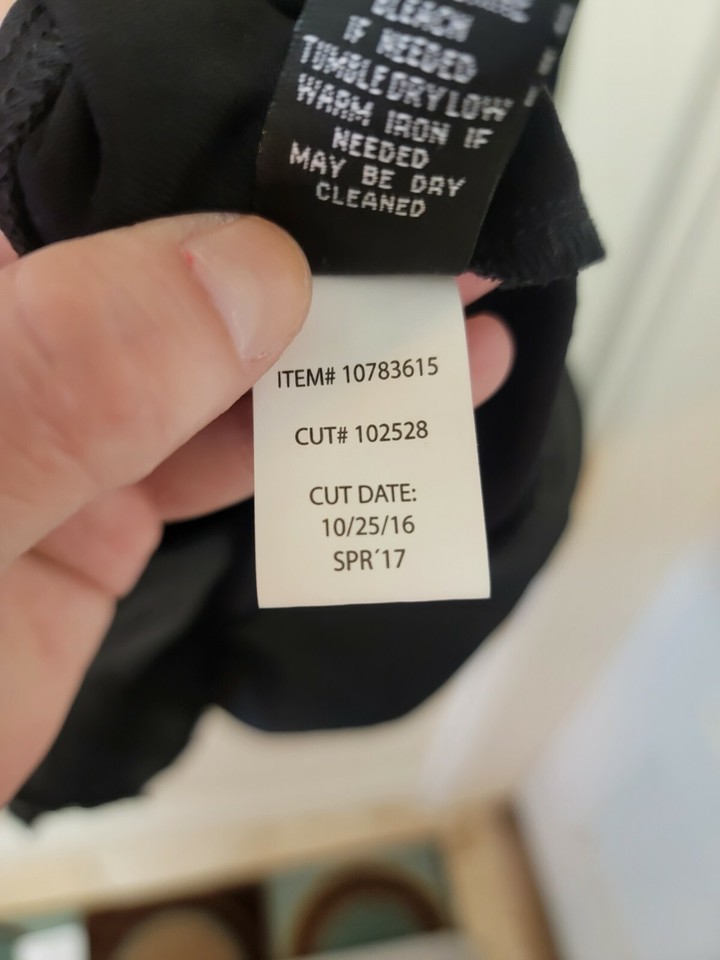 BLEACH
IF NEEDED
TUMBLE DRY LOW
WARM IRON IF
NEEDED
MAY BE DRY
CLEANED
ITEM# 10783615
CUT# 102528
CUT DATE:
10/25/16
SPR´17